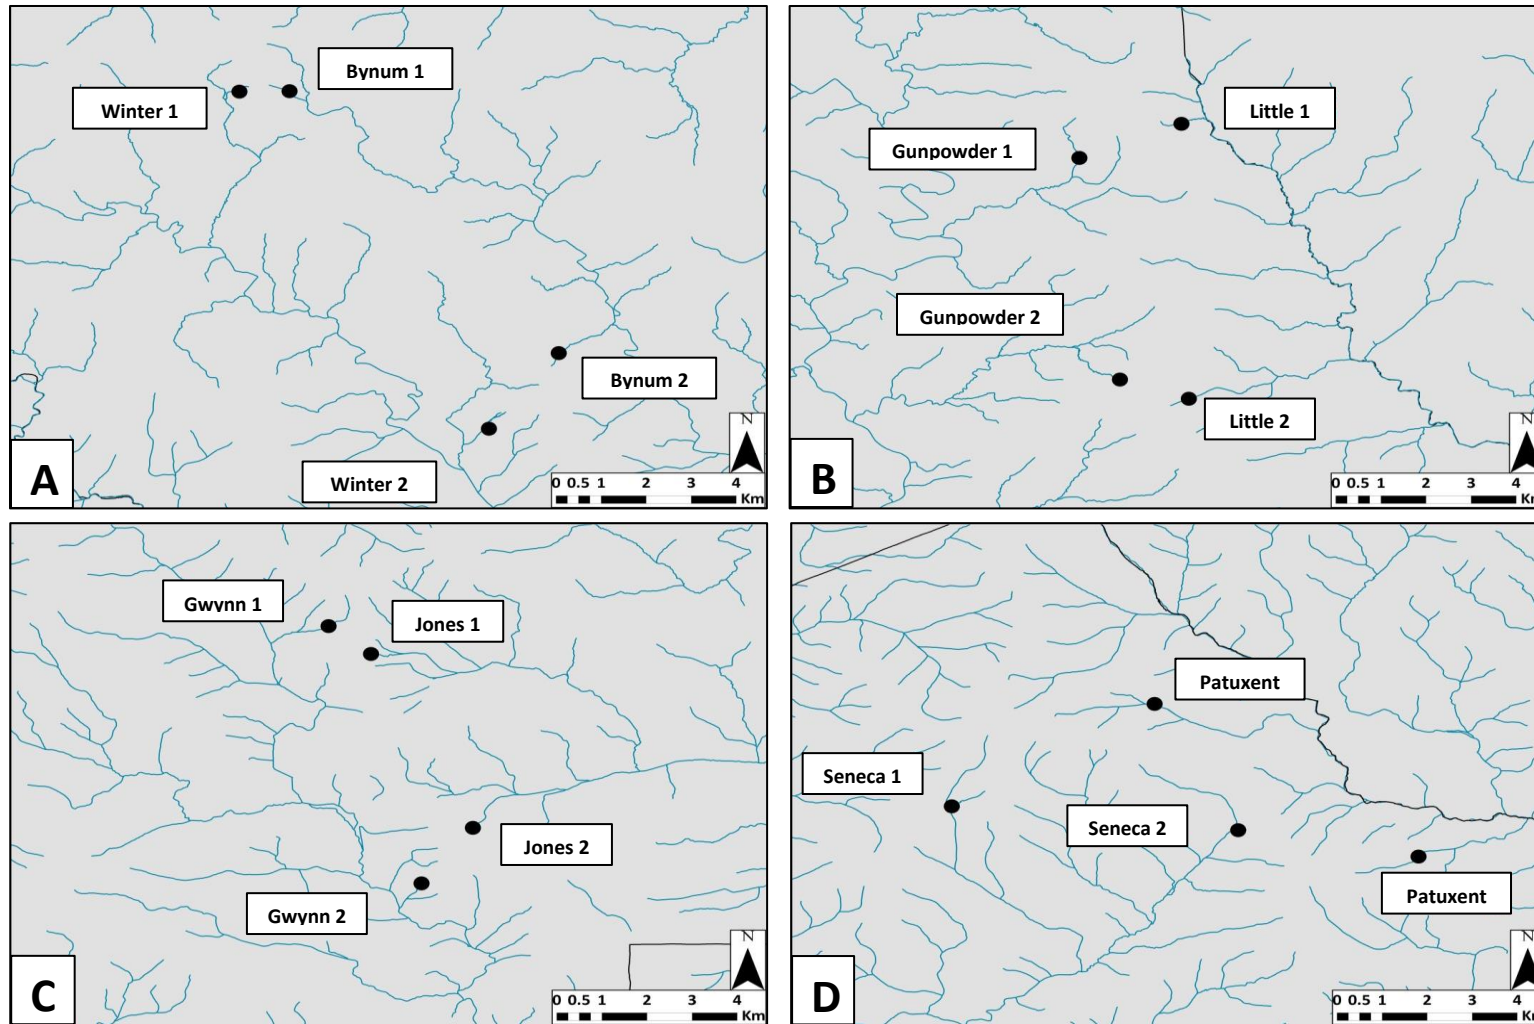 Bynum 1
Winter 1
Bynum 2
Winter 2
N
A
0 0.5 1 2 3 4
Km
Little 1
Gunpowder 1
Gunpowder 2
Little 2
N
B
0 0.5 1 2 3 4
Km
Gwynn 1
Jones 1
Jones 2
Gwynn 2
N
C
0 0.5 1 2 3 4
Km
Patuxent
Seneca 1
Seneca 2
Patuxent
N
D
0 0.5 1 2 3 4
Km